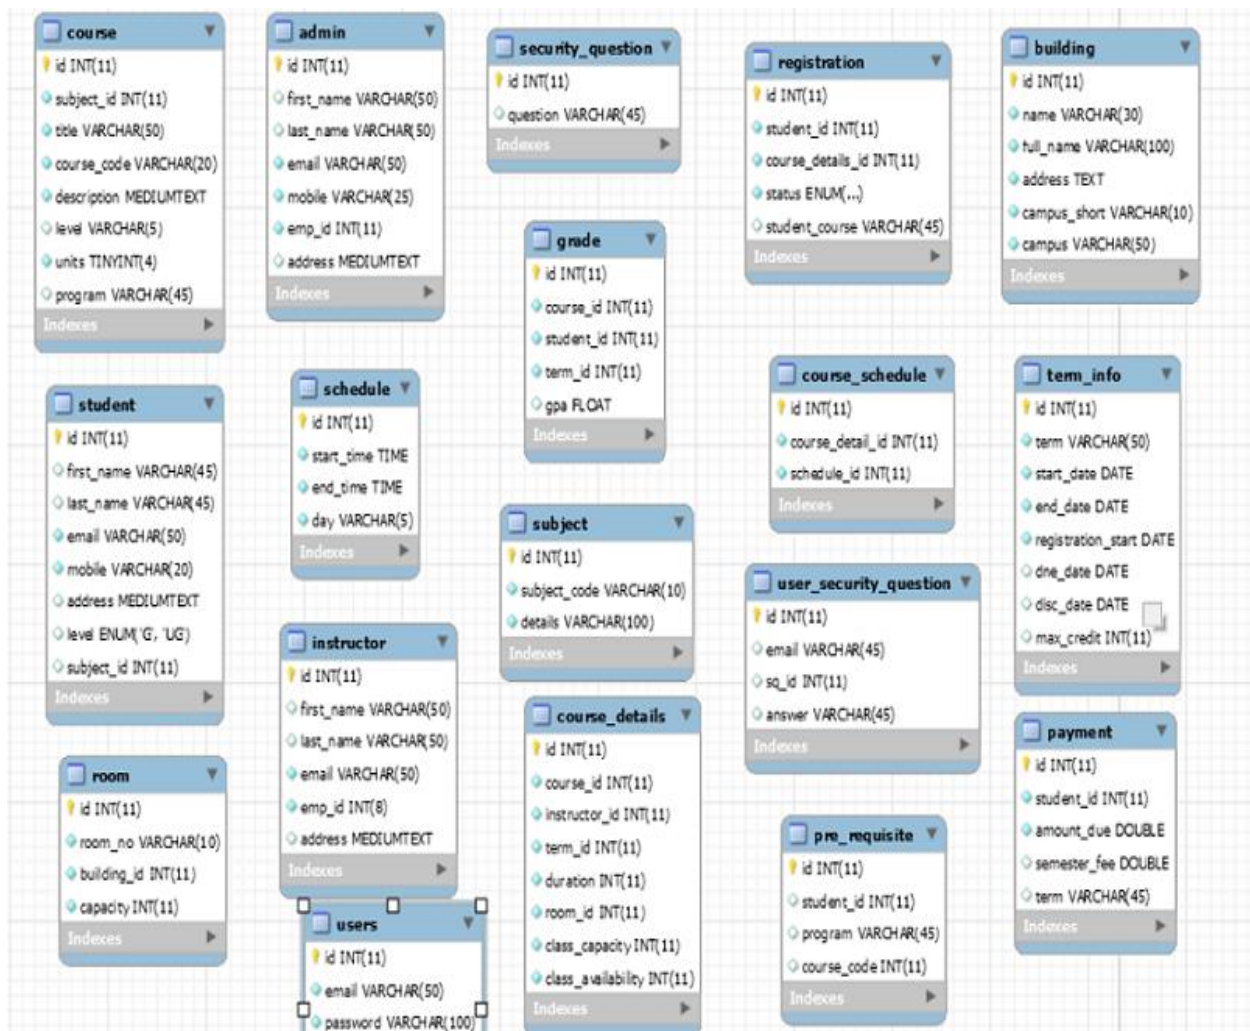 course
id INT(11)
subject_id INT(11)
title VARCHAR(50)
course_code VARCHAR(20)
description MEDIUMTEXT
level VARCHAR(5)
units TINYINT(4)
program VARCHAR(45)
Indexes
admin
id INT(11)
first_name VARCHAR(50)
last_name VARCHAR(50)
email VARCHAR(50)
mobile VARCHAR(25)
emp_id INT(11)
address MEDIUMTEXT
Indexes
security_question
id INT(11)
question VARCHAR(45)
Indexes
registration
id INT(11)
student_id INT(11)
course_details_id INT(11)
status ENUM(...)
student_course VARCHAR(45)
Indexes
building
id INT(11)
name VARCHAR(30)
full_name VARCHAR(100)
address TEXT
campus_short VARCHAR(10)
campus VARCHAR(50)
Indexes
grade
id INT(11)
course_id INT(11)
student_id INT(11)
term_id INT(11)
gpa FLOAT
Indexes
student
id INT(11)
first_name VARCHAR(45)
last_name VARCHAR(45)
email VARCHAR(50)
mobile VARCHAR(20)
address MEDIUMTEXT
level ENUM('G', 'UG')
subject_id INT(11)
Indexes
schedule
id INT(11)
start_time TIME
end_time TIME
day VARCHAR(5)
Indexes
course_schedule
id INT(11)
course_detail_id INT(11)
schedule_id INT(11)
Indexes
term_info
id INT(11)
term VARCHAR(50)
start_date DATE
end_date DATE
registration_start DATE
dne_date DATE
disc_date DATE
max_credit INT(11)
Indexes
subject
id INT(11)
subject_code VARCHAR(10)
details VARCHAR(100)
Indexes
user_security_question
id INT(11)
email VARCHAR(45)
sq_id INT(11)
answer VARCHAR(45)
Indexes
instructor
id INT(11)
first_name VARCHAR(50)
last_name VARCHAR(50)
email VARCHAR(50)
emp_id INT(8)
address MEDIUMTEXT
Indexes
course_details
id INT(11)
course_id INT(11)
instructor_id INT(11)
term_id INT(11)
duration INT(11)
room_id INT(11)
class_capacity INT(11)
class_availability INT(11)
Indexes
payment
id INT(11)
student_id INT(11)
amount_due DOUBLE
semester_fee DOUBLE
term VARCHAR(45)
Indexes
room
id INT(11)
room_no VARCHAR(10)
building_id INT(11)
capacity INT(11)
Indexes
pre_requisite
id INT(11)
student_id INT(11)
program VARCHAR(45)
course_code INT(11)
Indexes
users
id INT(11)
email VARCHAR(50)
password VARCHAR(100)